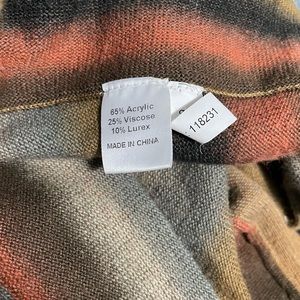 65% Acrylic
25% Viscose
10% Lurex
MADE IN CHINA
118231